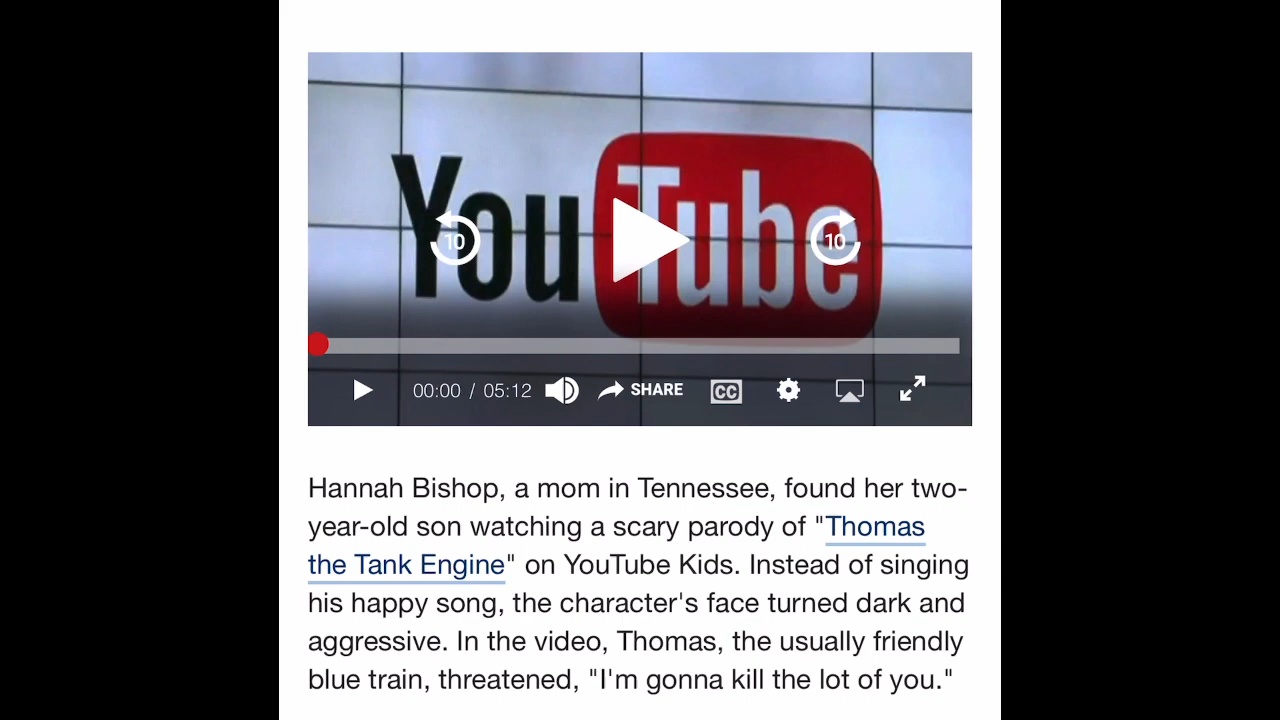 YouTube
10 10
00:00 / 05:12 SHARE CC
Hannah Bishop, a mom in Tennessee, found her two-
year-old son watching a scary parody of "Thomas
the Tank Engine" on YouTube Kids. Instead of singing
his happy song, the character's face turned dark and
aggressive. In the video, Thomas, the usually friendly
blue train, threatened, "I'm gonna kill the lot of you."